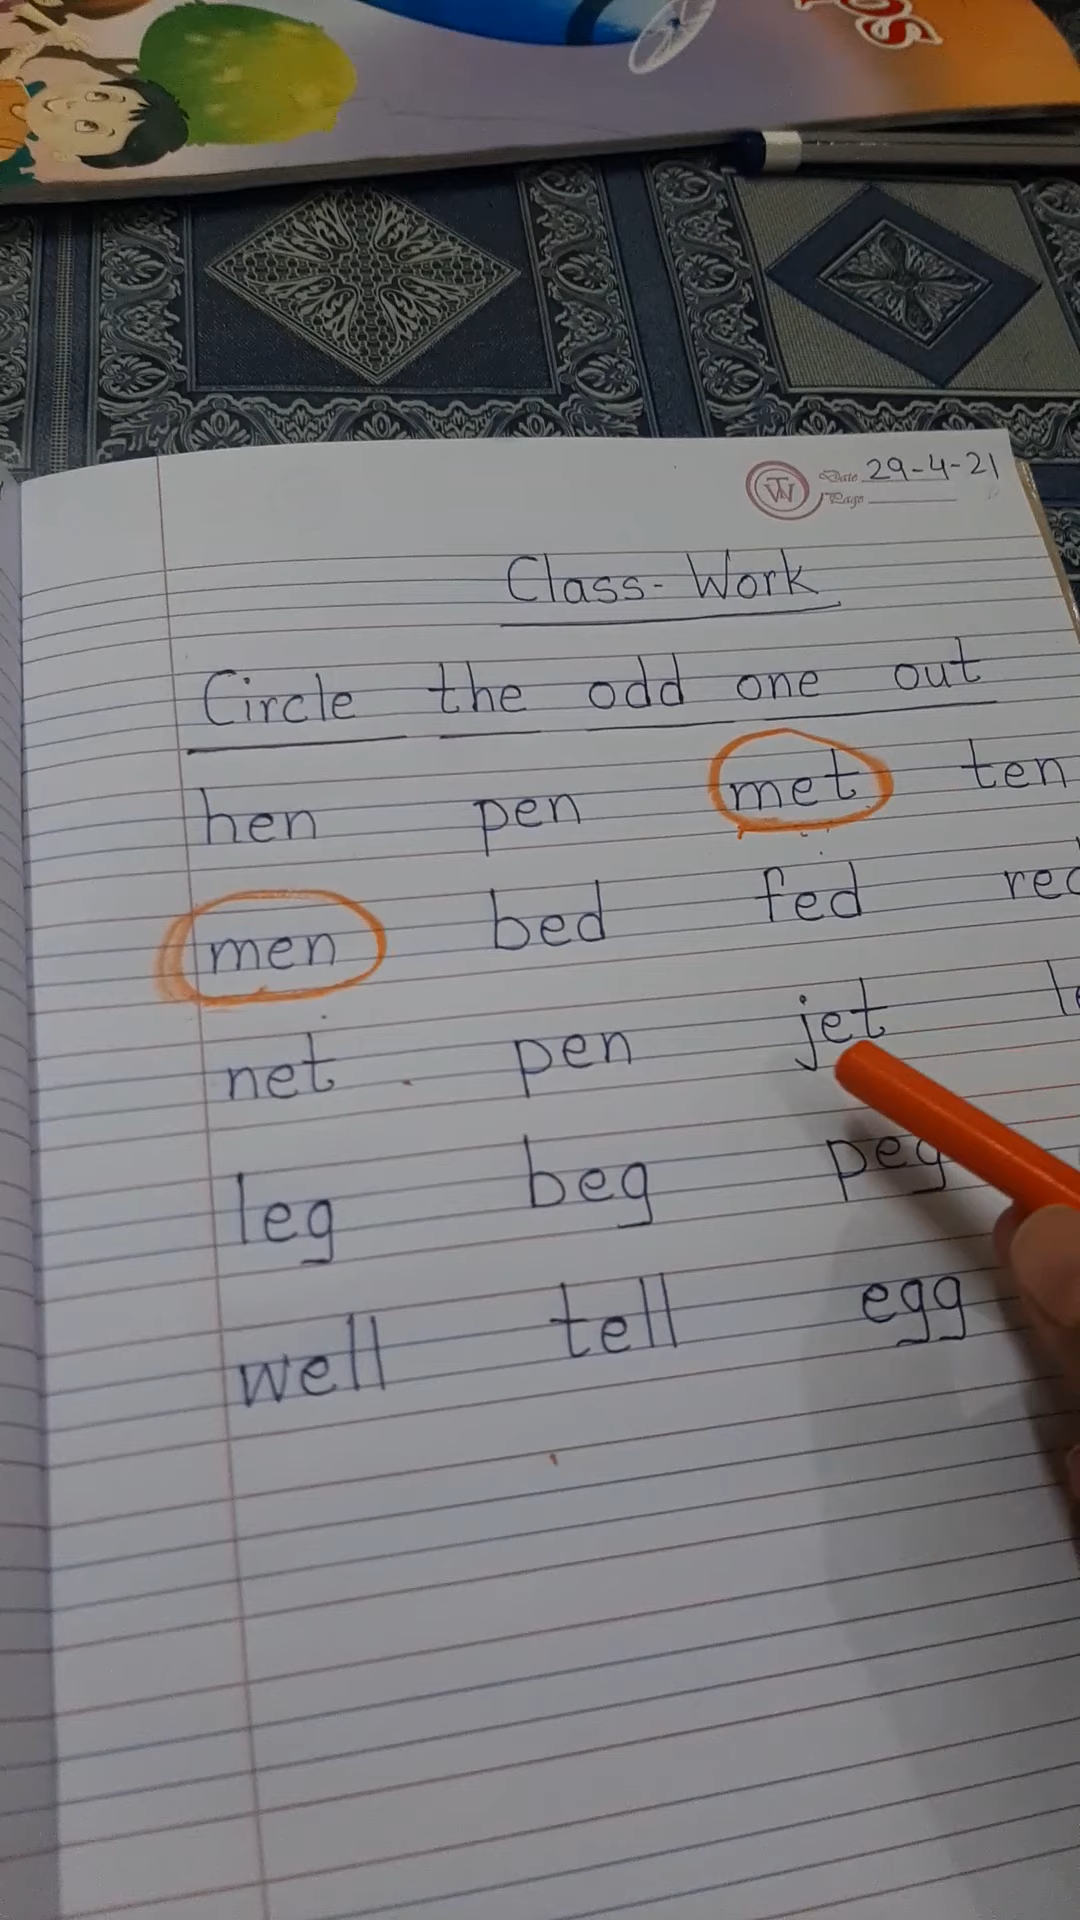 Date 29-4-21
Page
Class-Work
Circle the odd one out
hen pen met ten
men bed fed
net pen jet
leg beg peg
well tell egg